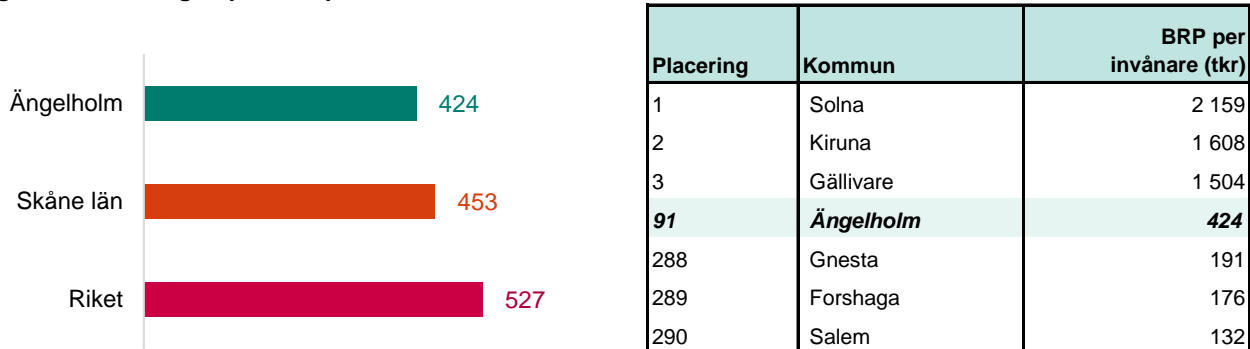 Ängelholm 424
Skåne län 453
Riket 527
Placering Kommun BRP per invånare (tkr)
1 Solna 2 159
2 Kiruna 1 608
3 Gällivare 1 504
91 Ängelholm 424
288 Gnesta 191
289 Forshaga 176
290 Salem 132